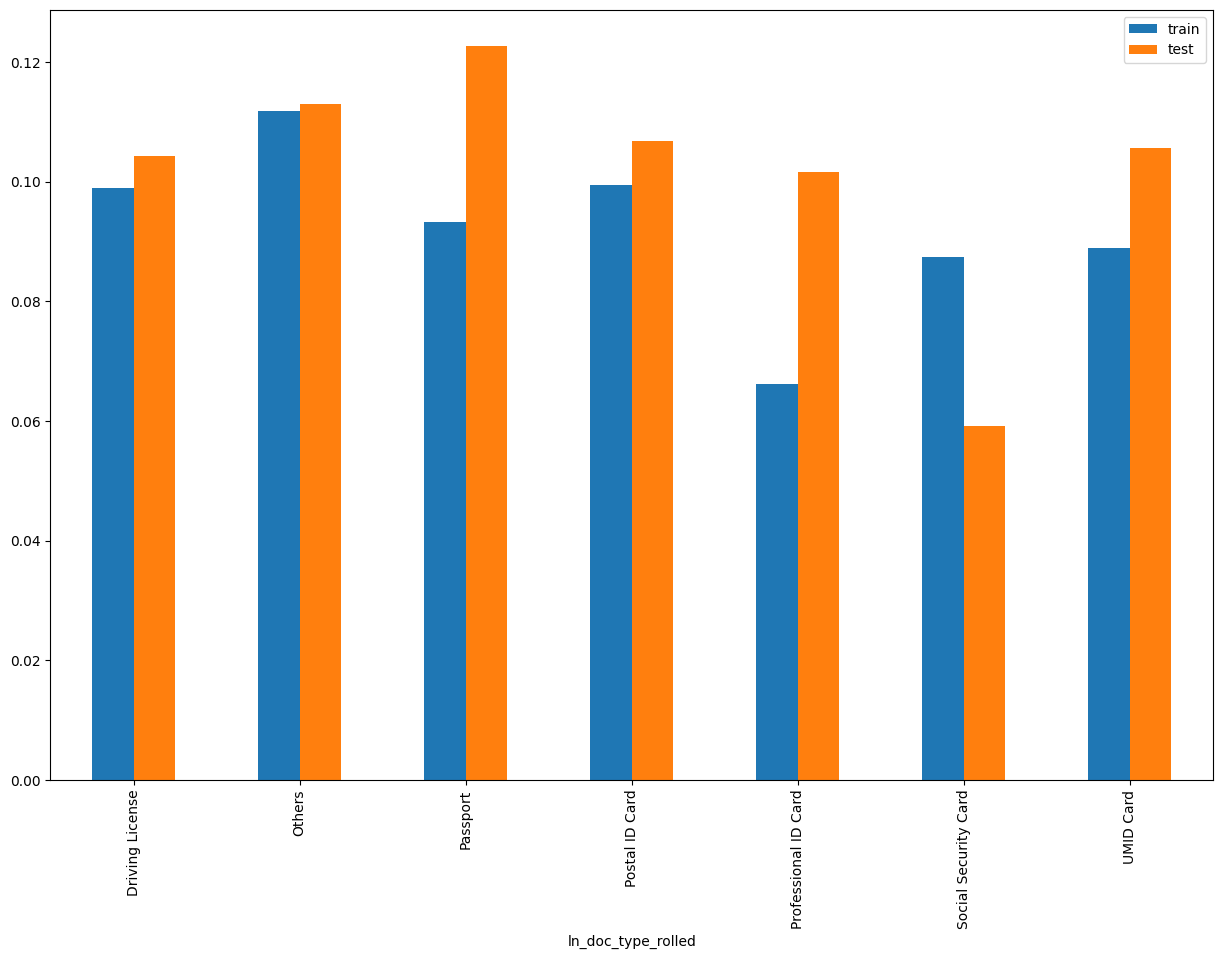 train
test
0.12
0.10
0.08
0.06
0.04
0.02
0.00
Driving License
Others
Passport
Postal ID Card
Professional ID Card
Social Security Card
UMID Card
ln_doc_type_rolled